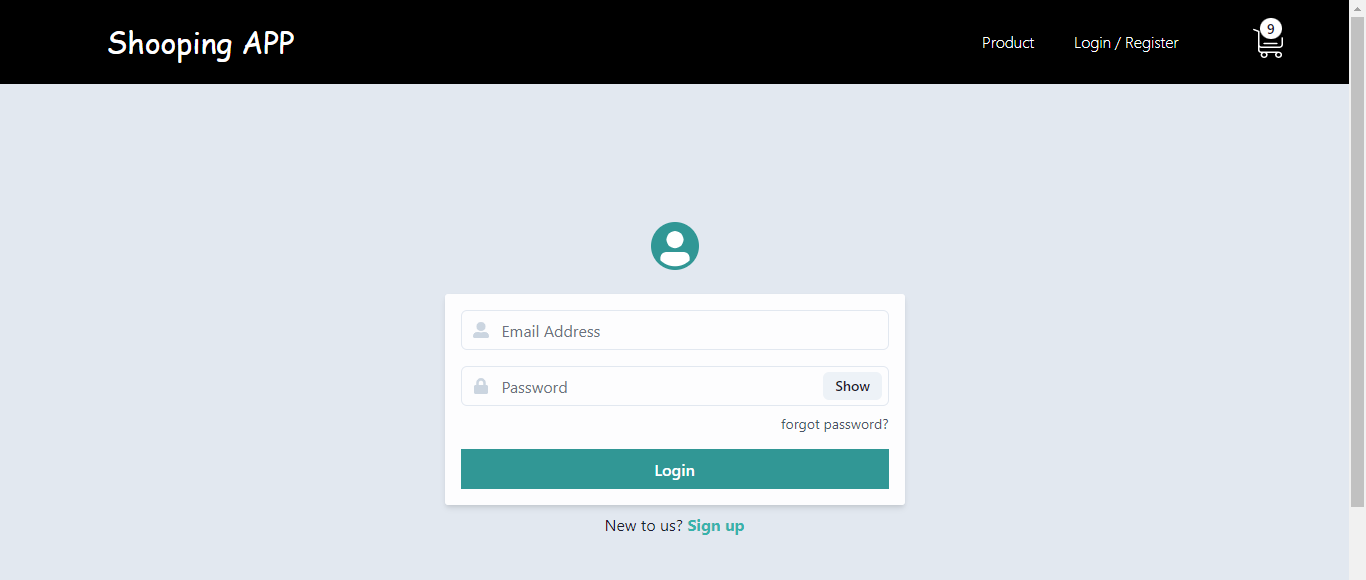 Shooping APP
Product
Login / Register
9
Email Address
Password
Show
forgot password?
Login
New to us? Sign up